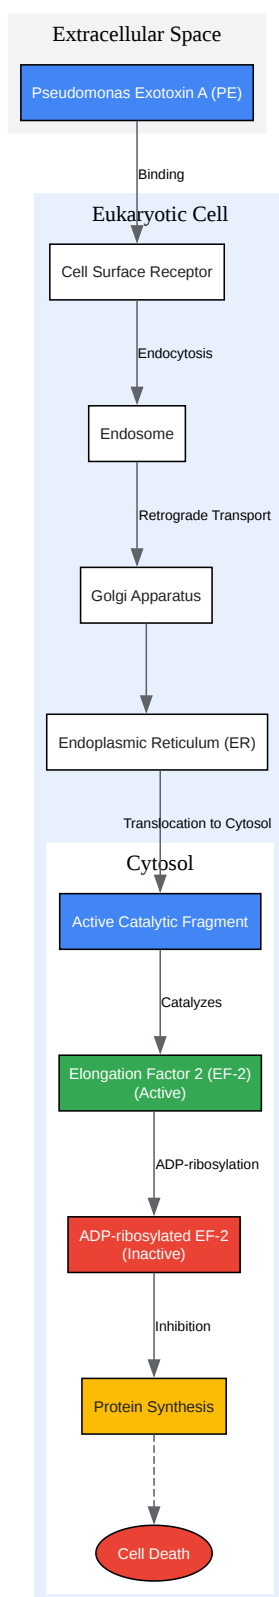 Extracellular Space
Pseudomonas Exotoxin A (PE)
Binding
Eukaryotic Cell
Cell Surface Receptor
Endocytosis
Endosome
Retrograde Transport
Golgi Apparatus
Endoplasmic Reticulum (ER)
Translocation to Cytosol
Cytosol
Active Catalytic Fragment
Catalyzes
Elongation Factor 2 (EF-2)
(Active)
ADP-ribosylation
ADP-ribosylated EF-2
(Inactive)
Inhibition
Protein Synthesis
Cell Death